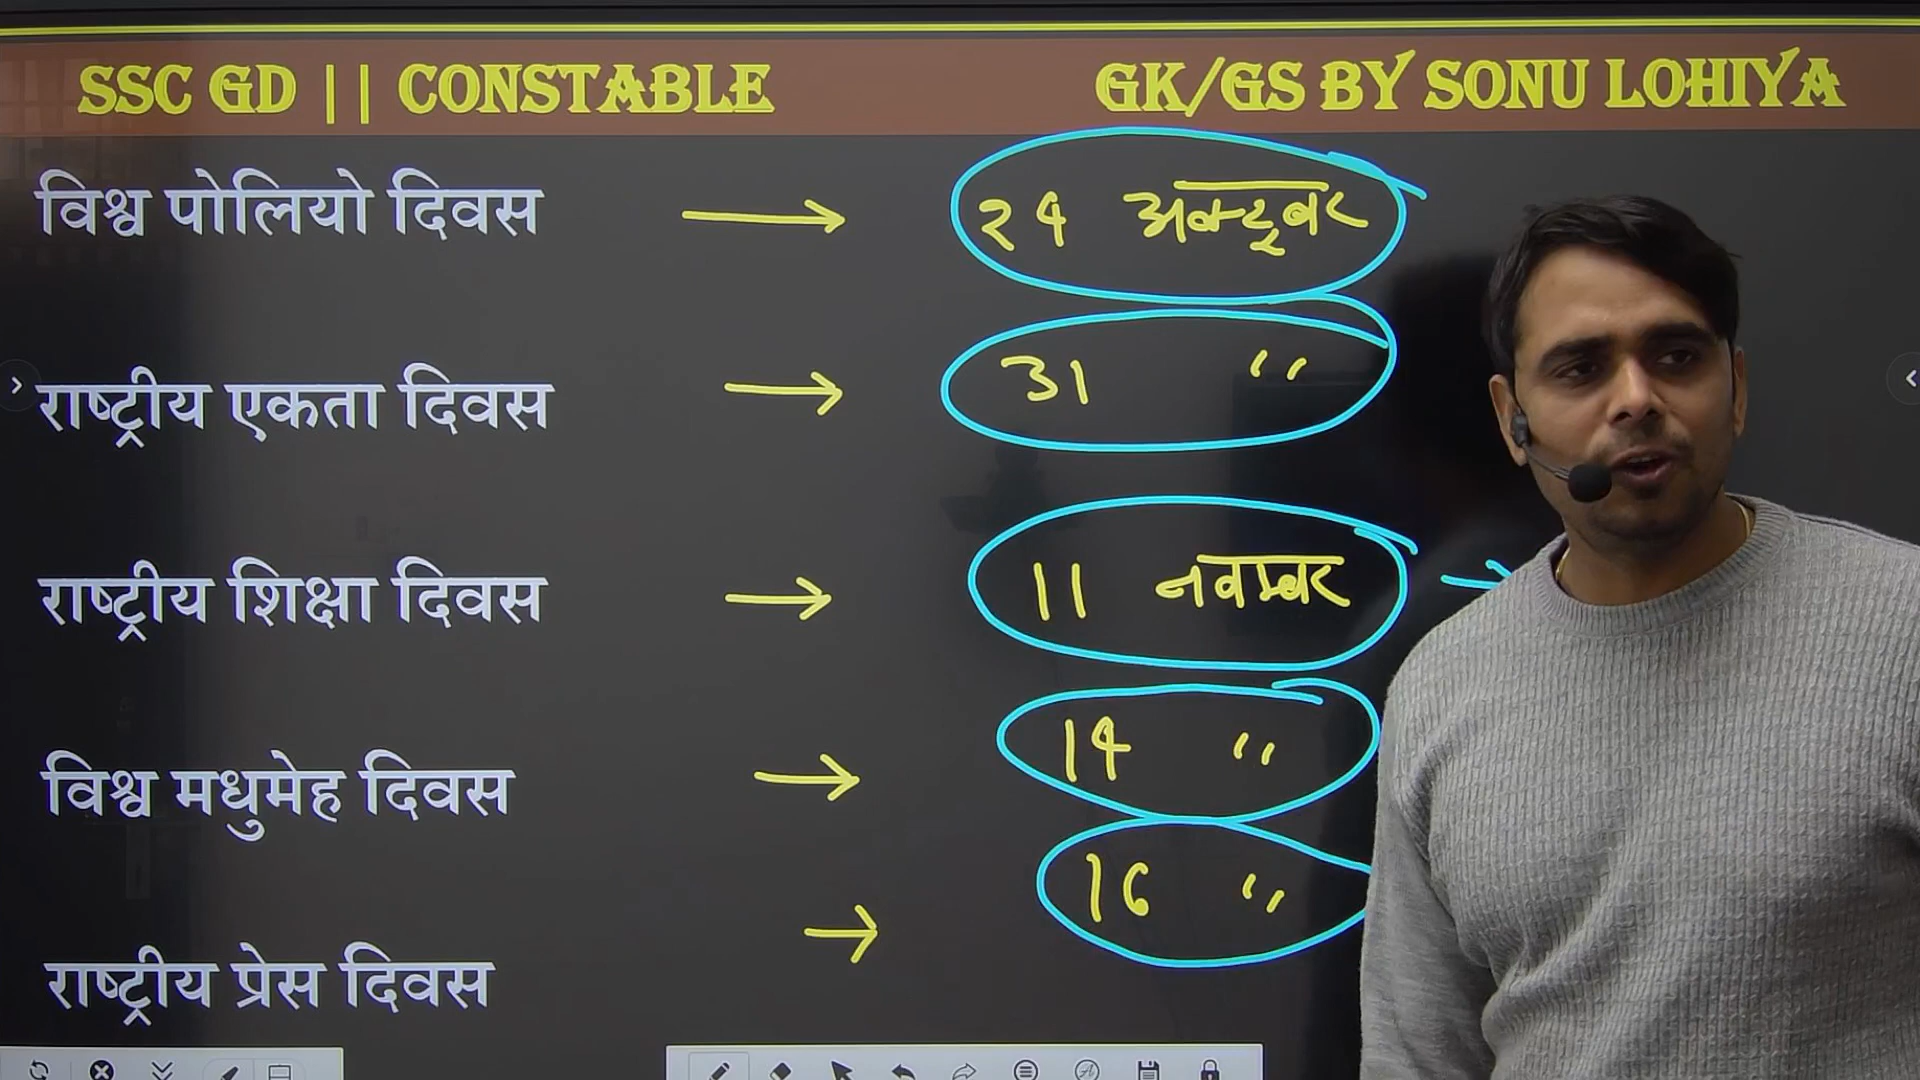 SSC GD || CONSTABLE GK/GS BY SONU LOHIYA
विश्व पोलियो दिवस → 24 अक्टूबर
राष्ट्रीय एकता दिवस → 31 "
राष्ट्रीय शिक्षा दिवस → 11 नवम्बर →
विश्व मधुमेह दिवस → 14 "
राष्ट्रीय प्रेस दिवस → 16 "